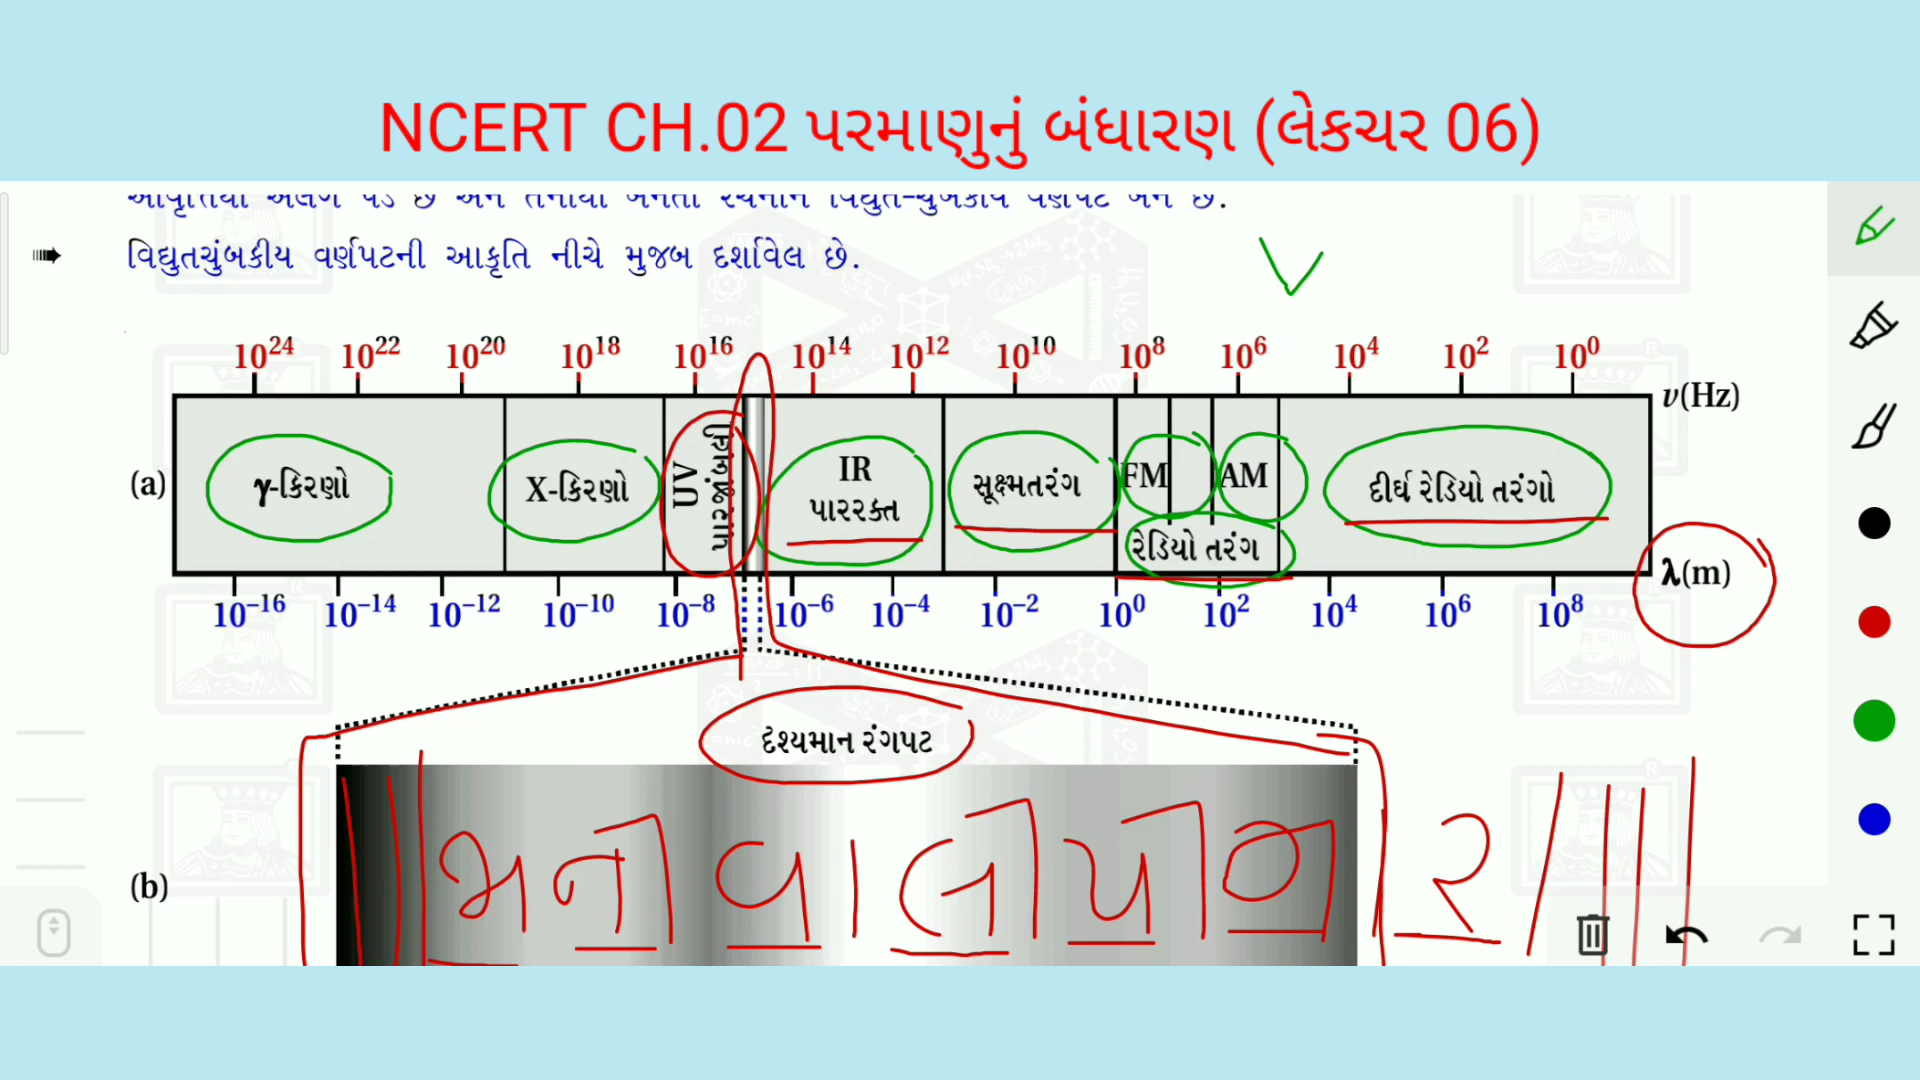 NCERT CH.02 પરમાણુનું બંધારણ (લેક્ચર 06)
વિદ્યુતચુંબકીય વર્ણપટની આકૃતિ નીચે મુજબ દર્શાવેલ છે.
10²⁴ 10²² 10²⁰ 10¹⁸ 10¹⁶ 10¹⁴ 10¹² 10¹⁰ 10⁸ 10⁶ 10⁴ 10² 10⁰
ν(Hz)
(a)
γ-કિરણો
X-કિરણો
UV
પારજાંબલી
IR
પારરક્ત
સૂક્ષ્મતરંગ
FM
AM
રેડિયો તરંગ
દીર્ઘ રેડિયો તરંગો
λ(m)
10⁻¹⁶ 10⁻¹⁴ 10⁻¹² 10⁻¹⁰ 10⁻⁸ 10⁻⁶ 10⁻⁴ 10⁻² 10⁰ 10² 10⁴ 10⁶ 10⁸
દૃશ્યમાન રંગપટ
(b)